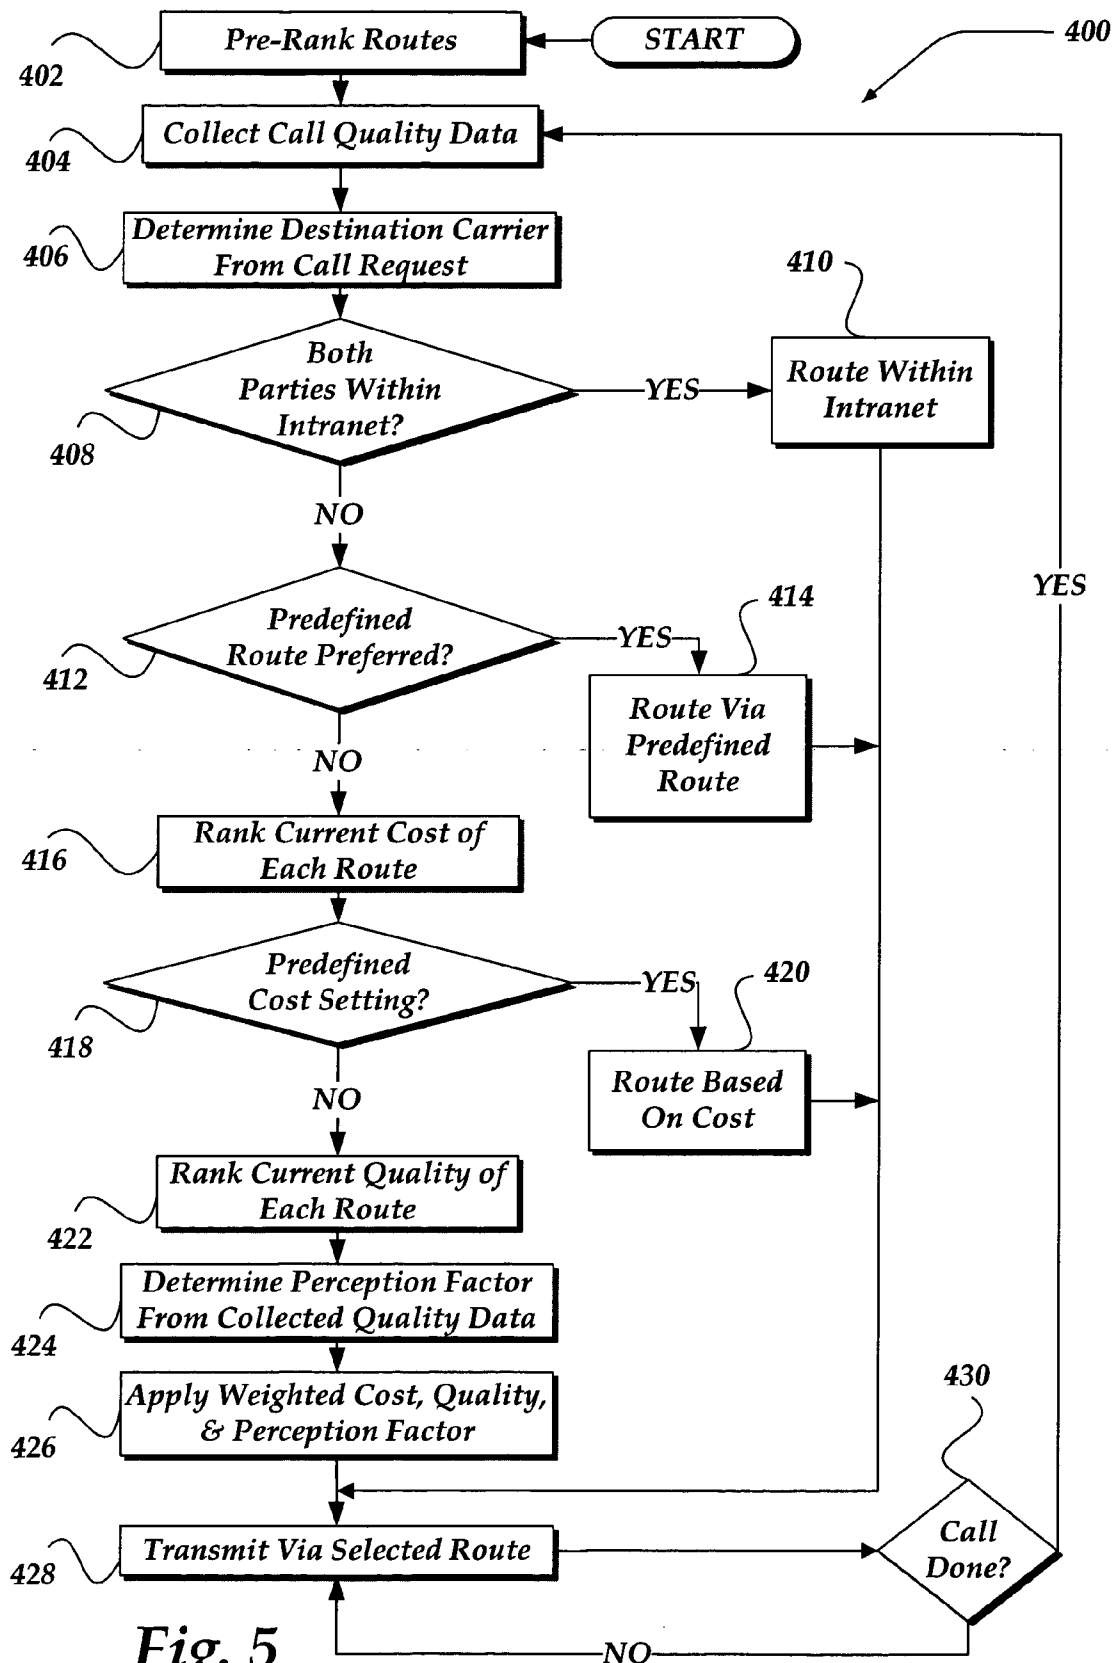 Pre-Rank Routes
START
400
402
Collect Call Quality Data
404
Determine Destination Carrier
From Call Request
406
410
Both
Parties Within
Intranet?
YES
Route Within
Intranet
408
NO
YES
414
Predefined
Route Preferred?
YES
412
Route Via
Predefined
Route
NO
Rank Current Cost of
Each Route
416
Predefined
Cost Setting?
YES
420
418
Route Based
On Cost
NO
Rank Current Quality of
Each Route
422
Determine Perception Factor
From Collected Quality Data
424
Apply Weighted Cost, Quality,
& Perception Factor
426
430
Transmit Via Selected Route
428
Call
Done?
NO
Fig. 5